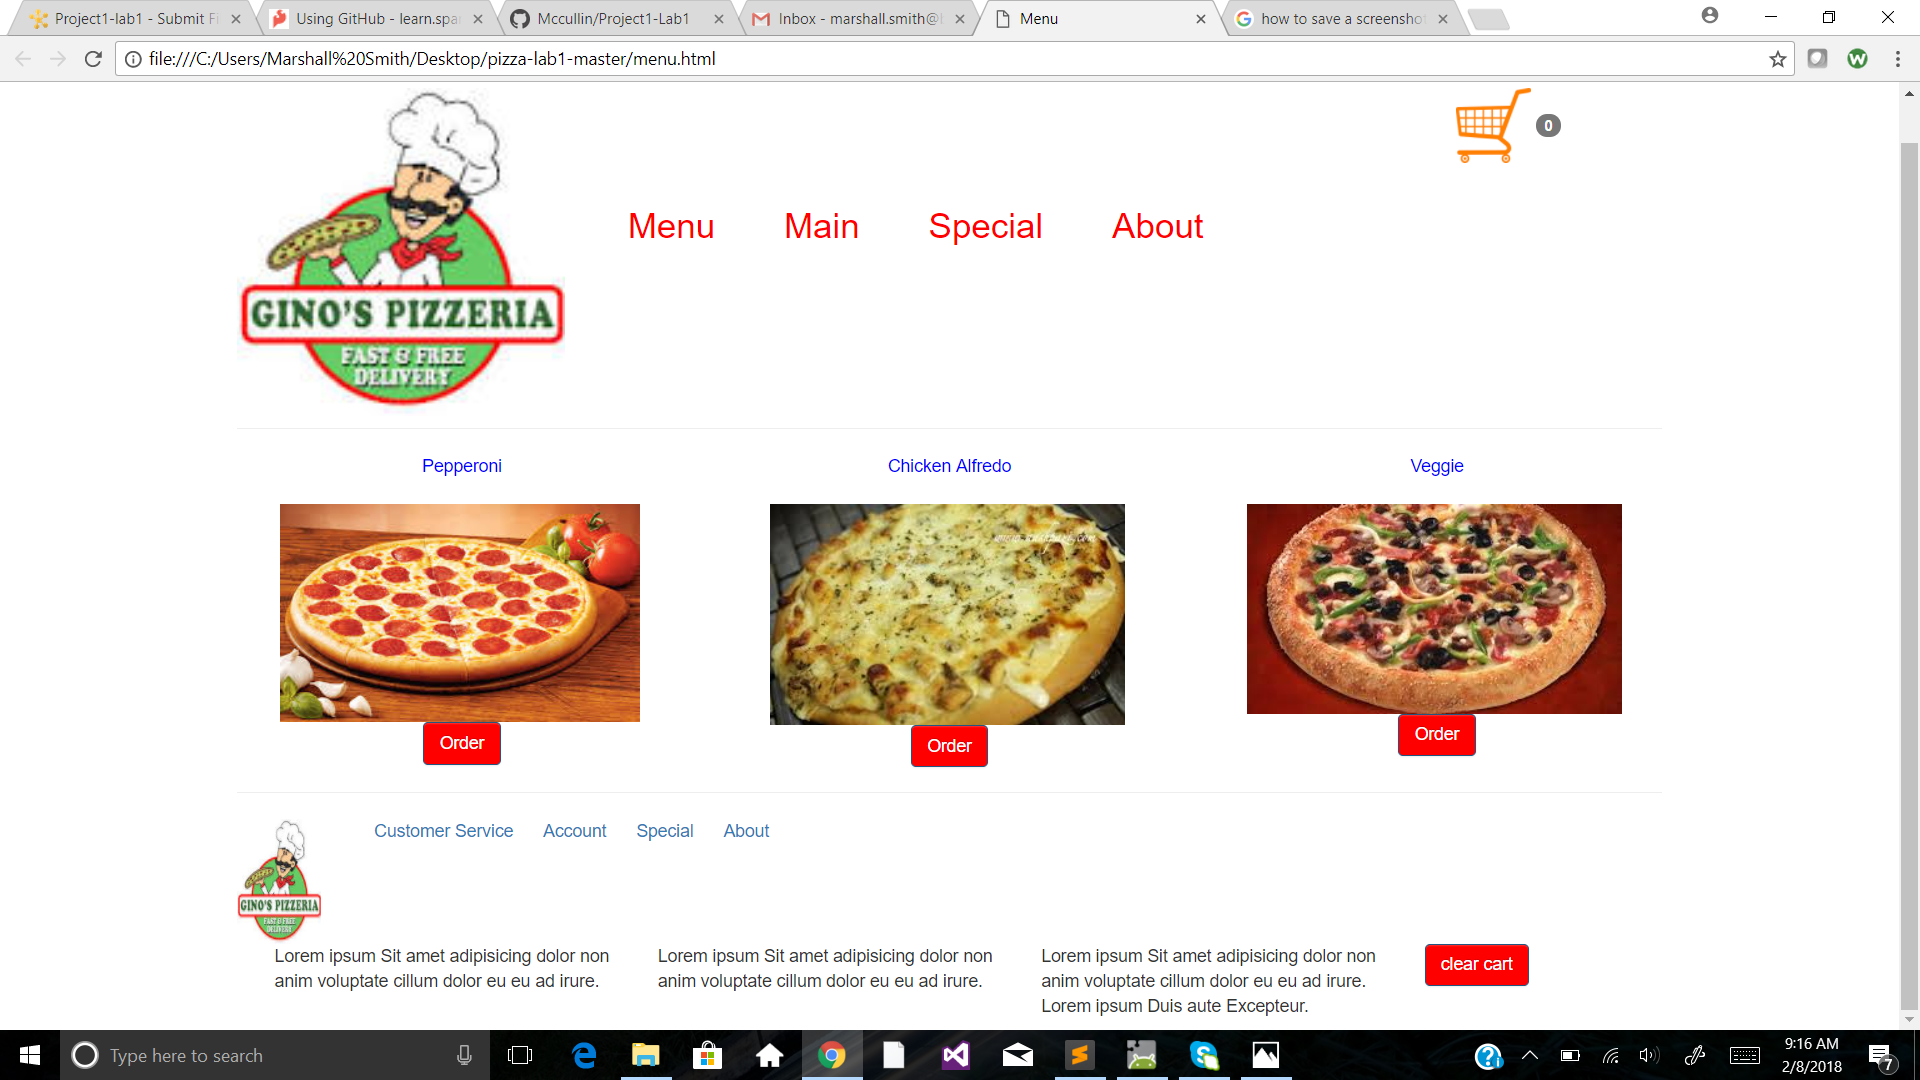 Project1-lab1 - Submit Fi
Using GitHub - learn.spa
Mccullin/Project1-Lab1
Inbox - marshall.smith@
Menu
how to save a screensho
file:///C:/Users/Marshall%20Smith/Desktop/pizza-lab1-master/menu.html
W
0
Menu Main Special About
GINO'S PIZZERIA
FAST & FREE
DELIVERY
Pepperoni Chicken Alfredo Veggie
Order Order Order
Customer Service Account Special About
GINO'S PIZZERIA
FAST & FREE
DELIVERY
Lorem ipsum Sit amet adipisicing dolor non
anim voluptate cillum dolor eu eu ad irure.
Lorem ipsum Sit amet adipisicing dolor non
anim voluptate cillum dolor eu eu ad irure.
Lorem ipsum Sit amet adipisicing dolor non
anim voluptate cillum dolor eu eu ad irure.
Lorem ipsum Duis aute Excepteur.
clear cart
Type here to search
9:16 AM
2/8/2018
7